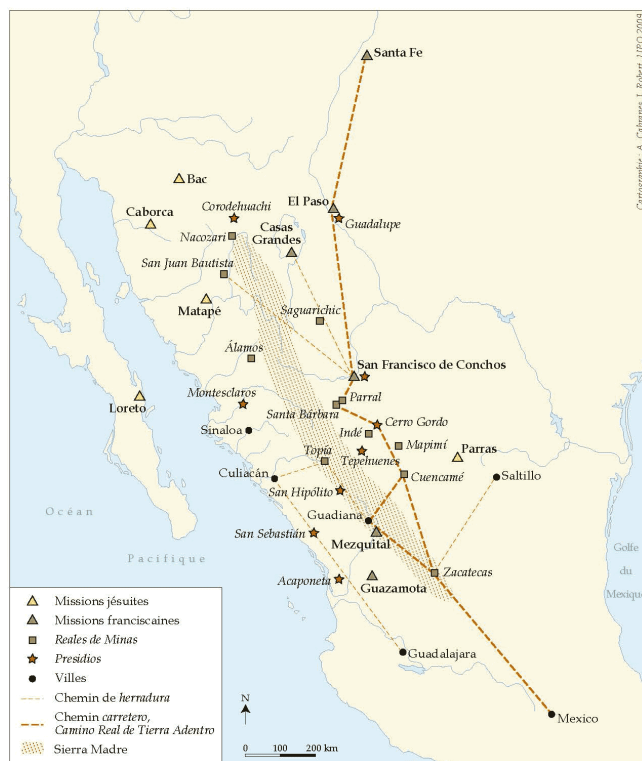 Santa Fe
Cartographie : A. Cabranes, J. Robert, UPO 2009
Bac
El Paso
Corodehuachi
Caborca
Guadalupe
Casas
Grandes
Nacozari
San Juan Bautista
Matapé
Saguarichic
Álamos
San Francisco de Conchos
Montesclaros
Parral
Loreto
Santa Bárbara
Cerro Gordo
Sinaloa
Indé
Mapimí
Parras
Topia
Tepehuenes
Culiacán
Cuencamé
Saltillo
San Hipólito
Océan
Guadiana
San Sebastián
Mezquital
Pacifique
Golfe
du
Mexique
Zacatecas
Acaponeta
Guazamota
Guadalajara
Mexico
Missions jésuites
Missions franciscaines
Reales de Minas
Presidios
Villes
Chemin de herradura
Chemin carretero,
Camino Real de Tierra Adentro
Sierra Madre
N
0 100 200 km